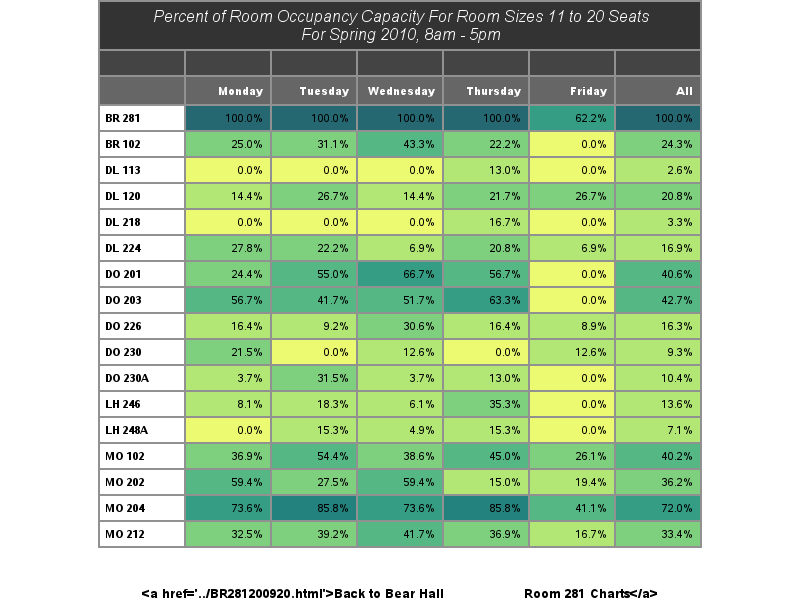 Percent of Room Occupancy Capacity For Room Sizes 11 to 20 Seats
For Spring 2010, 8am - 5pm
Monday Tuesday Wednesday Thursday Friday All
BR 281 100.0% 100.0% 100.0% 100.0% 62.2% 100.0%
BR 102 25.0% 31.1% 43.3% 22.2% 0.0% 24.3%
DL 113 0.0% 0.0% 0.0% 13.0% 0.0% 2.6%
DL 120 14.4% 26.7% 14.4% 21.7% 26.7% 20.8%
DL 218 0.0% 0.0% 0.0% 16.7% 0.0% 3.3%
DL 224 27.8% 22.2% 6.9% 20.8% 6.9% 16.9%
DO 201 24.4% 55.0% 66.7% 56.7% 0.0% 40.6%
DO 203 56.7% 41.7% 51.7% 63.3% 0.0% 42.7%
DO 226 16.4% 9.2% 30.6% 16.4% 8.9% 16.3%
DO 230 21.5% 0.0% 12.6% 0.0% 12.6% 9.3%
DO 230A 3.7% 31.5% 3.7% 13.0% 0.0% 10.4%
LH 246 8.1% 18.3% 6.1% 35.3% 0.0% 13.6%
LH 248A 0.0% 15.3% 4.9% 15.3% 0.0% 7.1%
MO 102 36.9% 54.4% 38.6% 45.0% 26.1% 40.2%
MO 202 59.4% 27.5% 59.4% 15.0% 19.4% 36.2%
MO 204 73.6% 85.8% 73.6% 85.8% 41.1% 72.0%
MO 212 32.5% 39.2% 41.7% 36.9% 16.7% 33.4%
<a href='../BR281200920.html'>Back to Bear Hall Room 281 Charts</a>